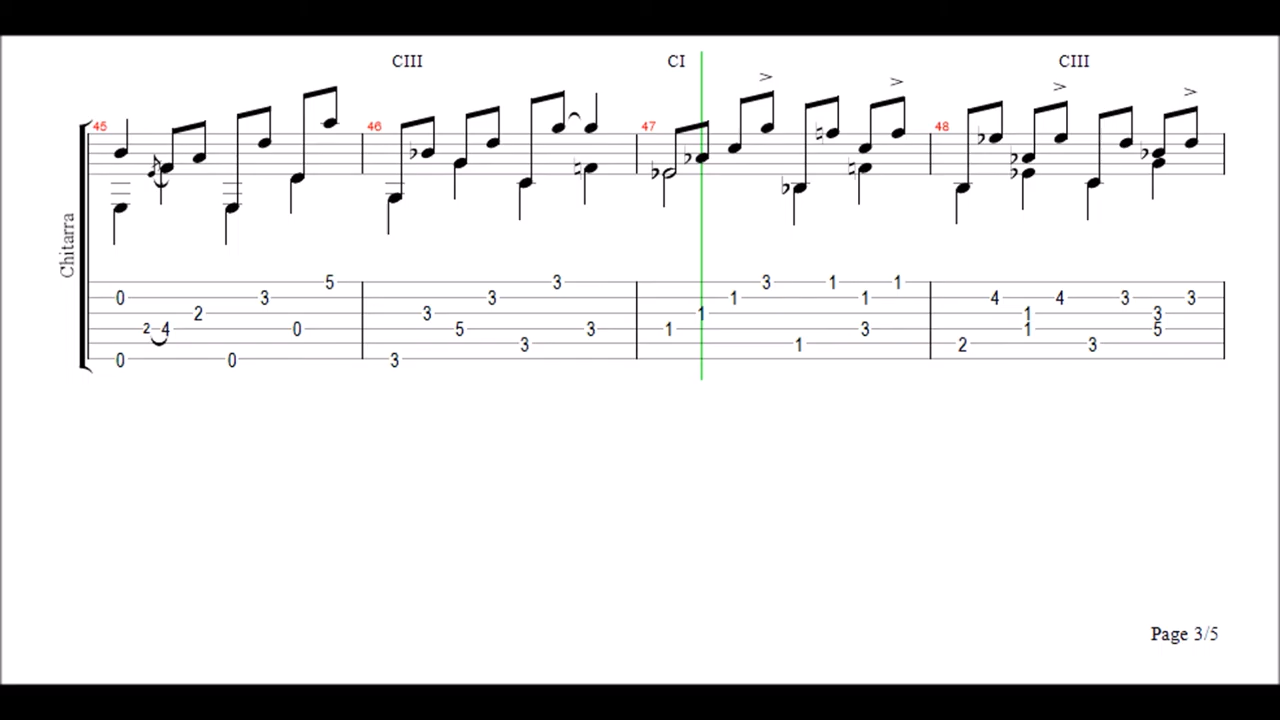 CIII CI CIII
45 46 47 48
Chitarra
5 3 3 1 1
0 3 3 1 1 4 4 3 3
2 3 1 1 3
2 4 0 5 3 1 3 1 5
3 1 2 3
0 0 3
Page 3/5